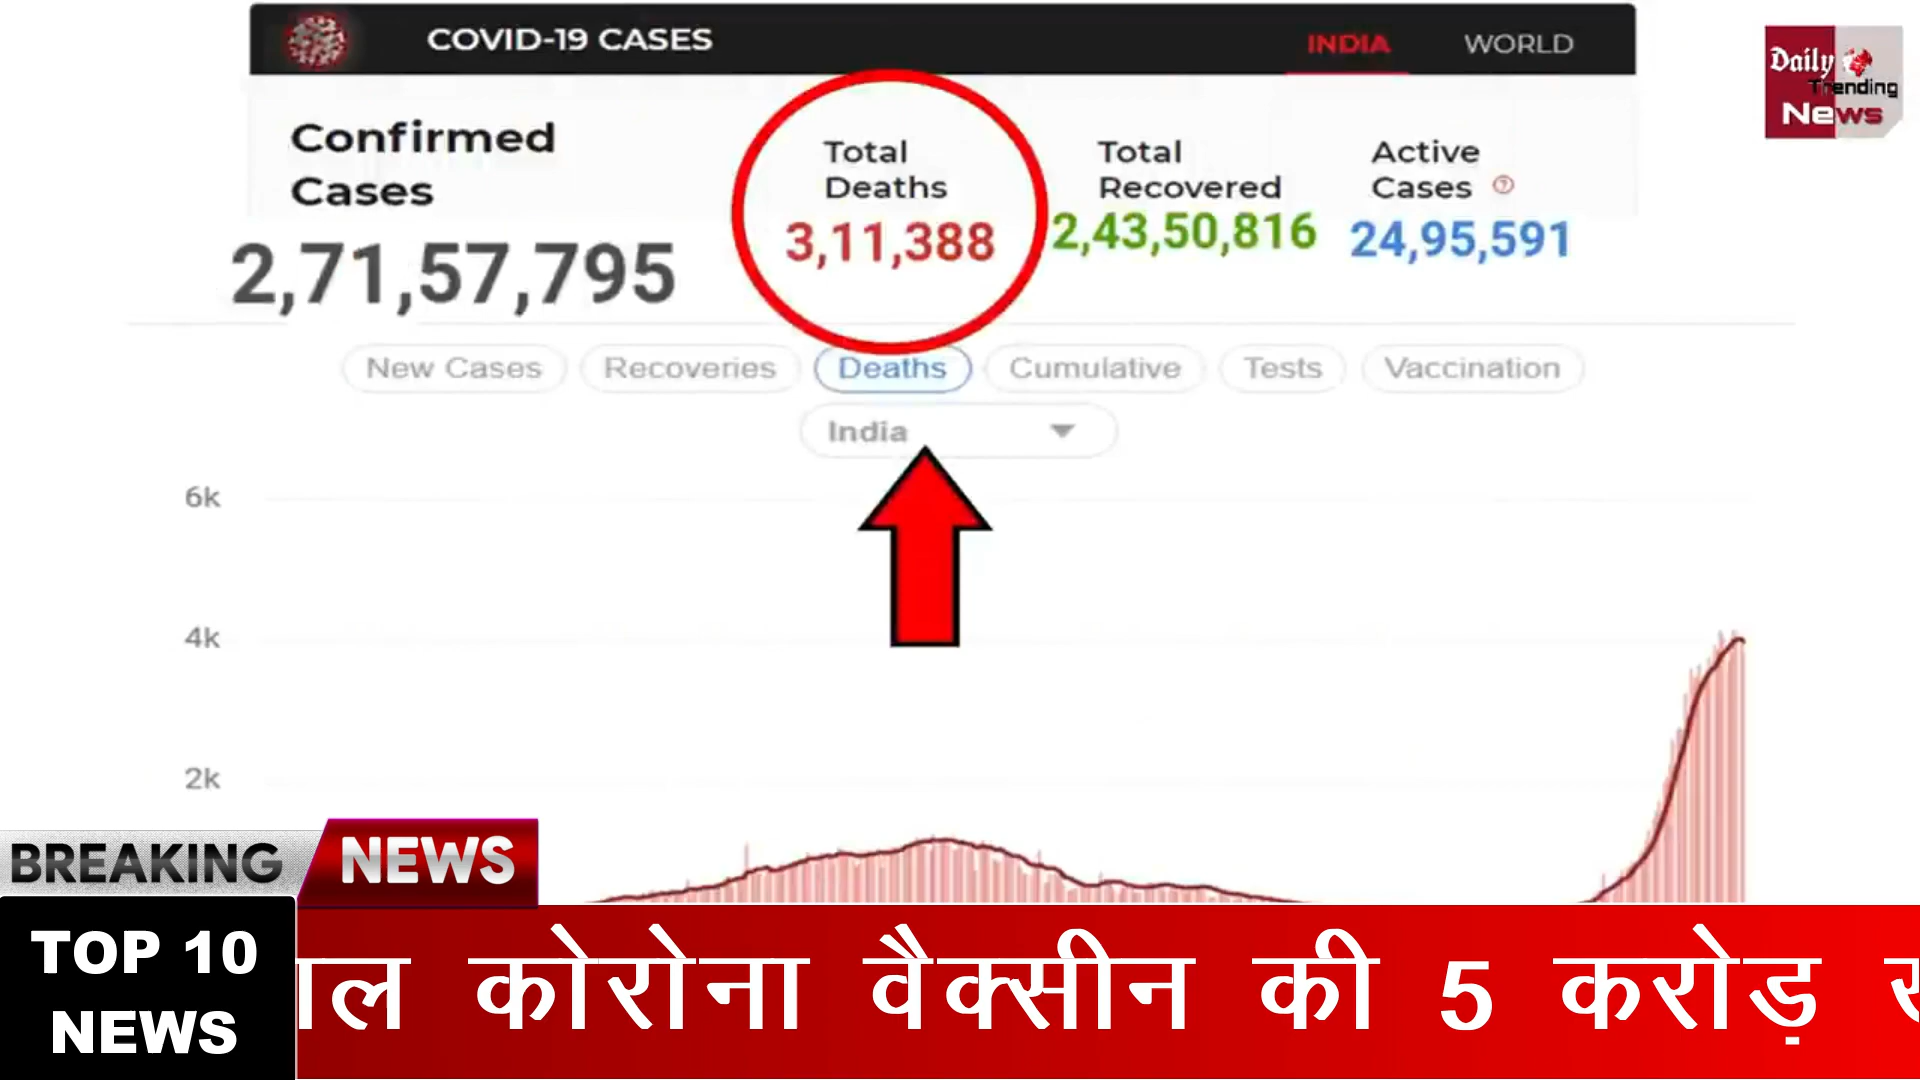 COVID-19 CASES
INDIA
WORLD
Daily
Trending
News
Confirmed
Cases
2,71,57,795
Total
Deaths
3,11,388
Total
Recovered
2,43,50,816
Active
Cases ?
24,95,591
New Cases
Recoveries
Deaths
Cumulative
Tests
Vaccination
India
6k
4k
2k
BREAKING NEWS
TOP 10
NEWS
कोरोना वैक्सीन की 5 करोड़